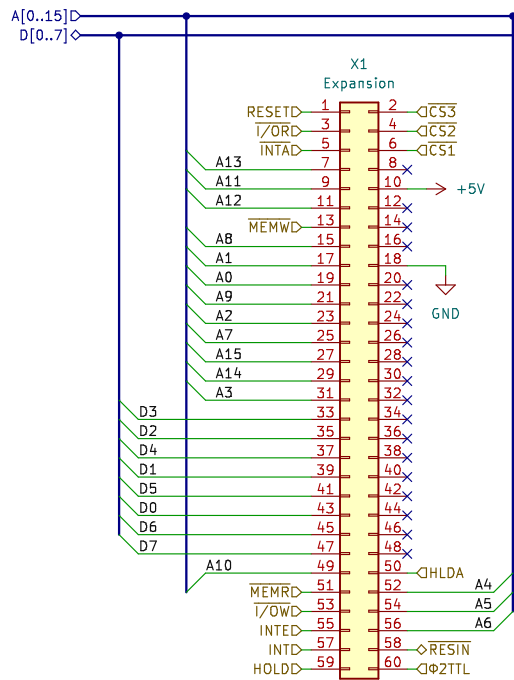 A[0..15]
D[0..7]
X1
Expansion
RESET 1 2 CS3
I/OR 3 4 CS2
INTA 5 6 CS1
A13 7 8
A11 9 10 +5V
A12 11 12
MEMW 13 14
A8 15 16
A1 17 18
A0 19 20
A9 21 22
GND
A2 23 24
A7 25 26
A15 27 28
A14 29 30
A3 31 32
D3 33 34
D2 35 36
D4 37 38
D1 39 40
D5 41 42
D0 43 44
D6 45 46
D7 47 48
A10 49 50 HLDA
MEMR 51 52 A4
I/OW 53 54 A5
INTE 55 56 A6
INT 57 58 RESIN
HOLD 59 60 Φ2TTL